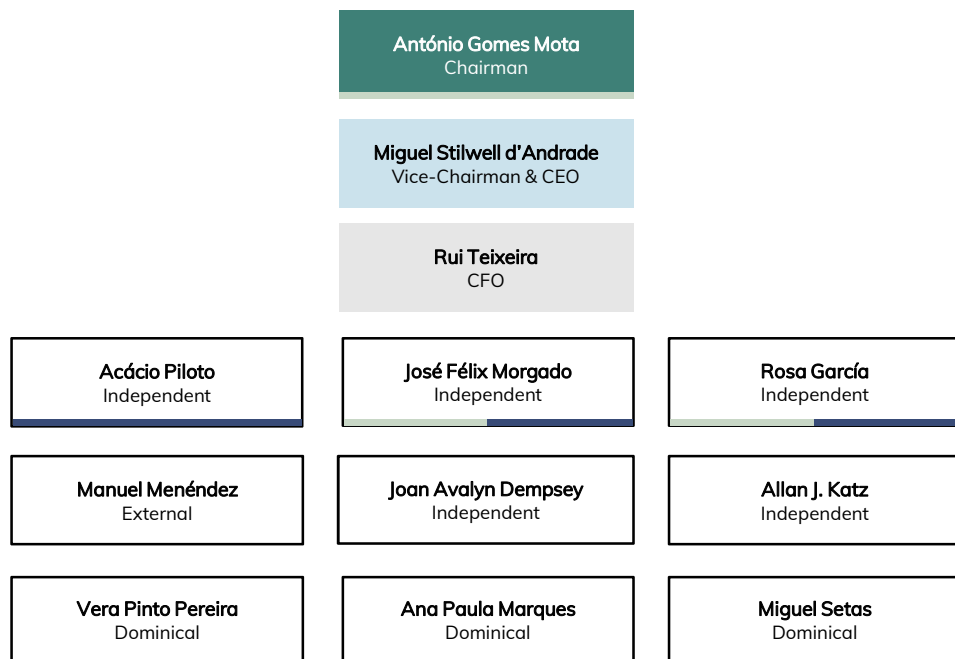 António Gomes Mota
Chairman
Miguel Stilwell d'Andrade
Vice-Chairman & CEO
Rui Teixeira
CFO
Acácio Piloto
Independent
José Félix Morgado
Independent
Rosa García
Independent
Manuel Menéndez
External
Joan Avalyn Dempsey
Independent
Allan J. Katz
Independent
Vera Pinto Pereira
Dominical
Ana Paula Marques
Dominical
Miguel Setas
Dominical